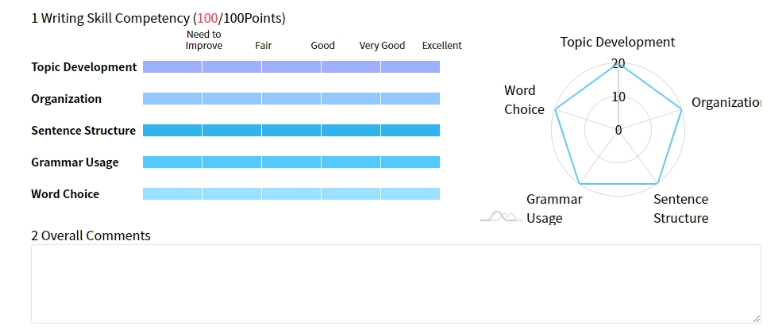 1 Writing Skill Competency (100/100Points)
Need to
Improve
Fair
Good
Very Good
Excellent
Topic Development
Organization
Sentence Structure
Grammar Usage
Word Choice
Topic Development
20
10
0
Word
Choice
Organizatio
Grammar
Usage
Sentence
Structure
2 Overall Comments